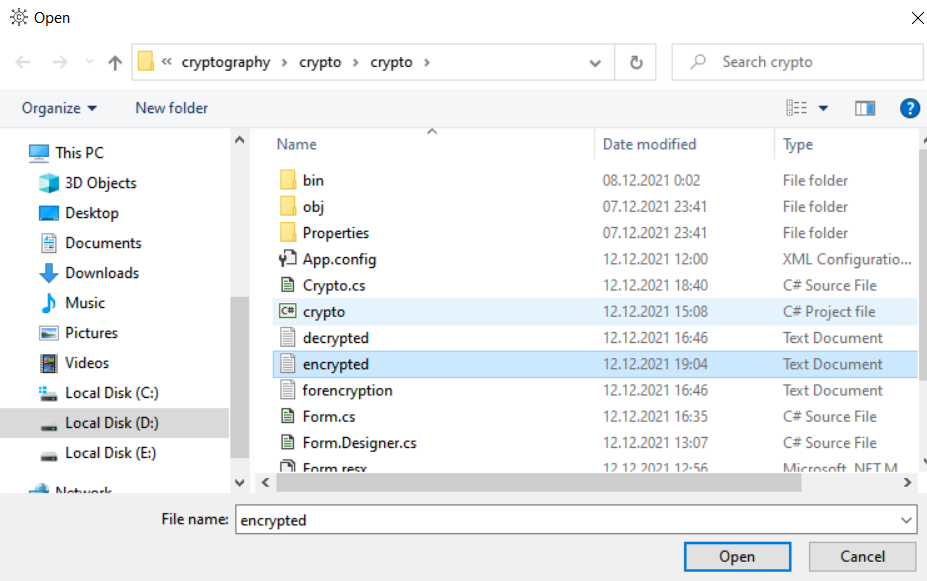 Open
« cryptography › crypto › crypto ›
Search crypto
Organize
New folder
This PC
3D Objects
Desktop
Documents
Downloads
Music
Pictures
Videos
Local Disk (C:)
Local Disk (D:)
Local Disk (E:)
Network
Name Date modified Type
bin 08.12.2021 0:02 File folder
obj 07.12.2021 23:41 File folder
Properties 07.12.2021 23:41 File folder
App.config 12.12.2021 12:00 XML Configuratio...
Crypto.cs 12.12.2021 18:40 C# Source File
C# crypto 12.12.2021 15:08 C# Project file
decrypted 12.12.2021 16:46 Text Document
encrypted 12.12.2021 19:04 Text Document
forencryption 12.12.2021 16:46 Text Document
Form.cs 12.12.2021 16:35 C# Source File
Form.Designer.cs 12.12.2021 13:07 C# Source File
Form.resx 12.12.2021 12:56 Microsoft .NET M...
File name: encrypted
Open Cancel